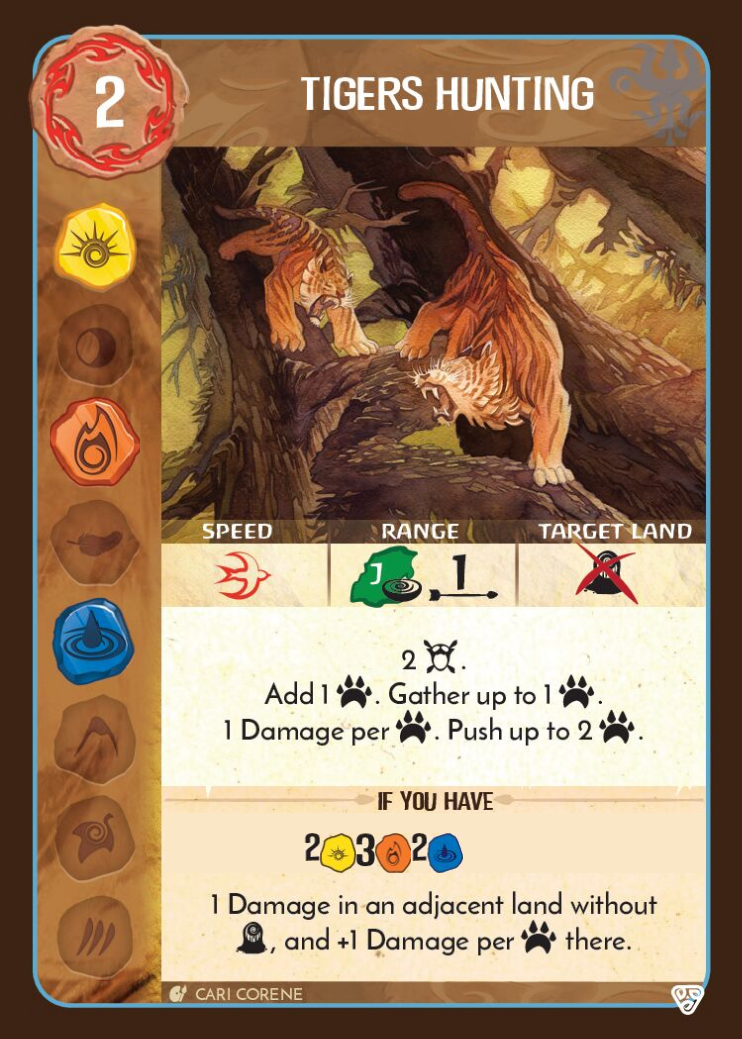 2
TIGERS HUNTING
SPEED RANGE TARGET LAND
J 1
2 .
Add 1 . Gather up to 1 .
1 Damage per . Push up to 2 .
IF YOU HAVE
2 3 2
1 Damage in an adjacent land without
, and +1 Damage per there.
CARI CORENE